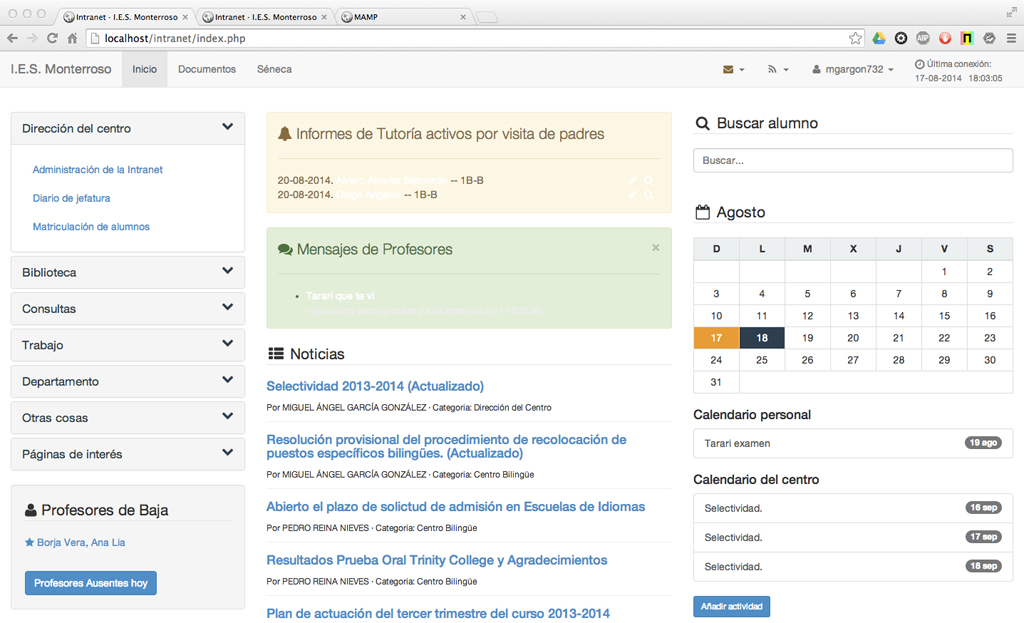 Intranet · I.E.S. Monterroso
Intranet · I.E.S. Monterroso
MAMP
localhost/intranet/index.php
ABP
I.E.S. Monterroso
Inicio
Documentos
Séneca
mgargon732
Última conexión:
17-08-2014 18:03:05
Dirección del centro
Administración de la Intranet
Diario de jefatura
Matriculación de alumnos
Biblioteca
Consultas
Trabajo
Departamento
Otras cosas
Páginas de interés
Profesores de Baja
Borja Vera, Ana Lia
Profesores Ausentes hoy
Informes de Tutoría activos por visita de padres
20-08-2014. -- 1B-B
20-08-2014. -- 1B-B
Mensajes de Profesores
×
Tarari que te vi
Noticias
Selectividad 2013-2014 (Actualizado)
Por MIGUEL ÁNGEL GARCÍA GONZÁLEZ · Categoria: Dirección del Centro
Resolución provisional del procedimiento de recolocación de
puestos específicos bilingües. (Actualizado)
Por MIGUEL ÁNGEL GARCÍA GONZÁLEZ · Categoria: Centro Bilingüe
Abierto el plazo de solictud de admisión en Escuelas de Idiomas
Por PEDRO REINA NIEVES · Categoria: Centro Bilingüe
Resultados Prueba Oral Trinity College y Agradecimientos
Por PEDRO REINA NIEVES · Categoria: Centro Bilingüe
Plan de actuación del tercer trimestre del curso 2013-2014
Buscar alumno
Buscar...
Agosto
D L M X J V S
1 2
3 4 5 6 7 8 9
10 11 12 13 14 15 16
17 18 19 20 21 22 23
24 25 26 27 28 29 30
31
Calendario personal
Tarari examen 19 ago
Calendario del centro
Selectividad. 16 sep
Selectividad. 17 sep
Selectividad. 18 sep
Añadir actividad